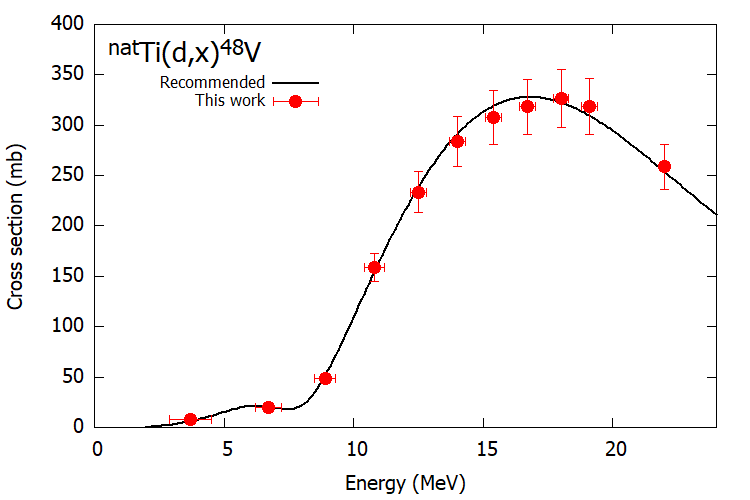 400
350
300
250
200
150
100
50
0
Cross section (mb)
natTi(d,x)48V
Recommended
This work
0 5 10 15 20
Energy (MeV)